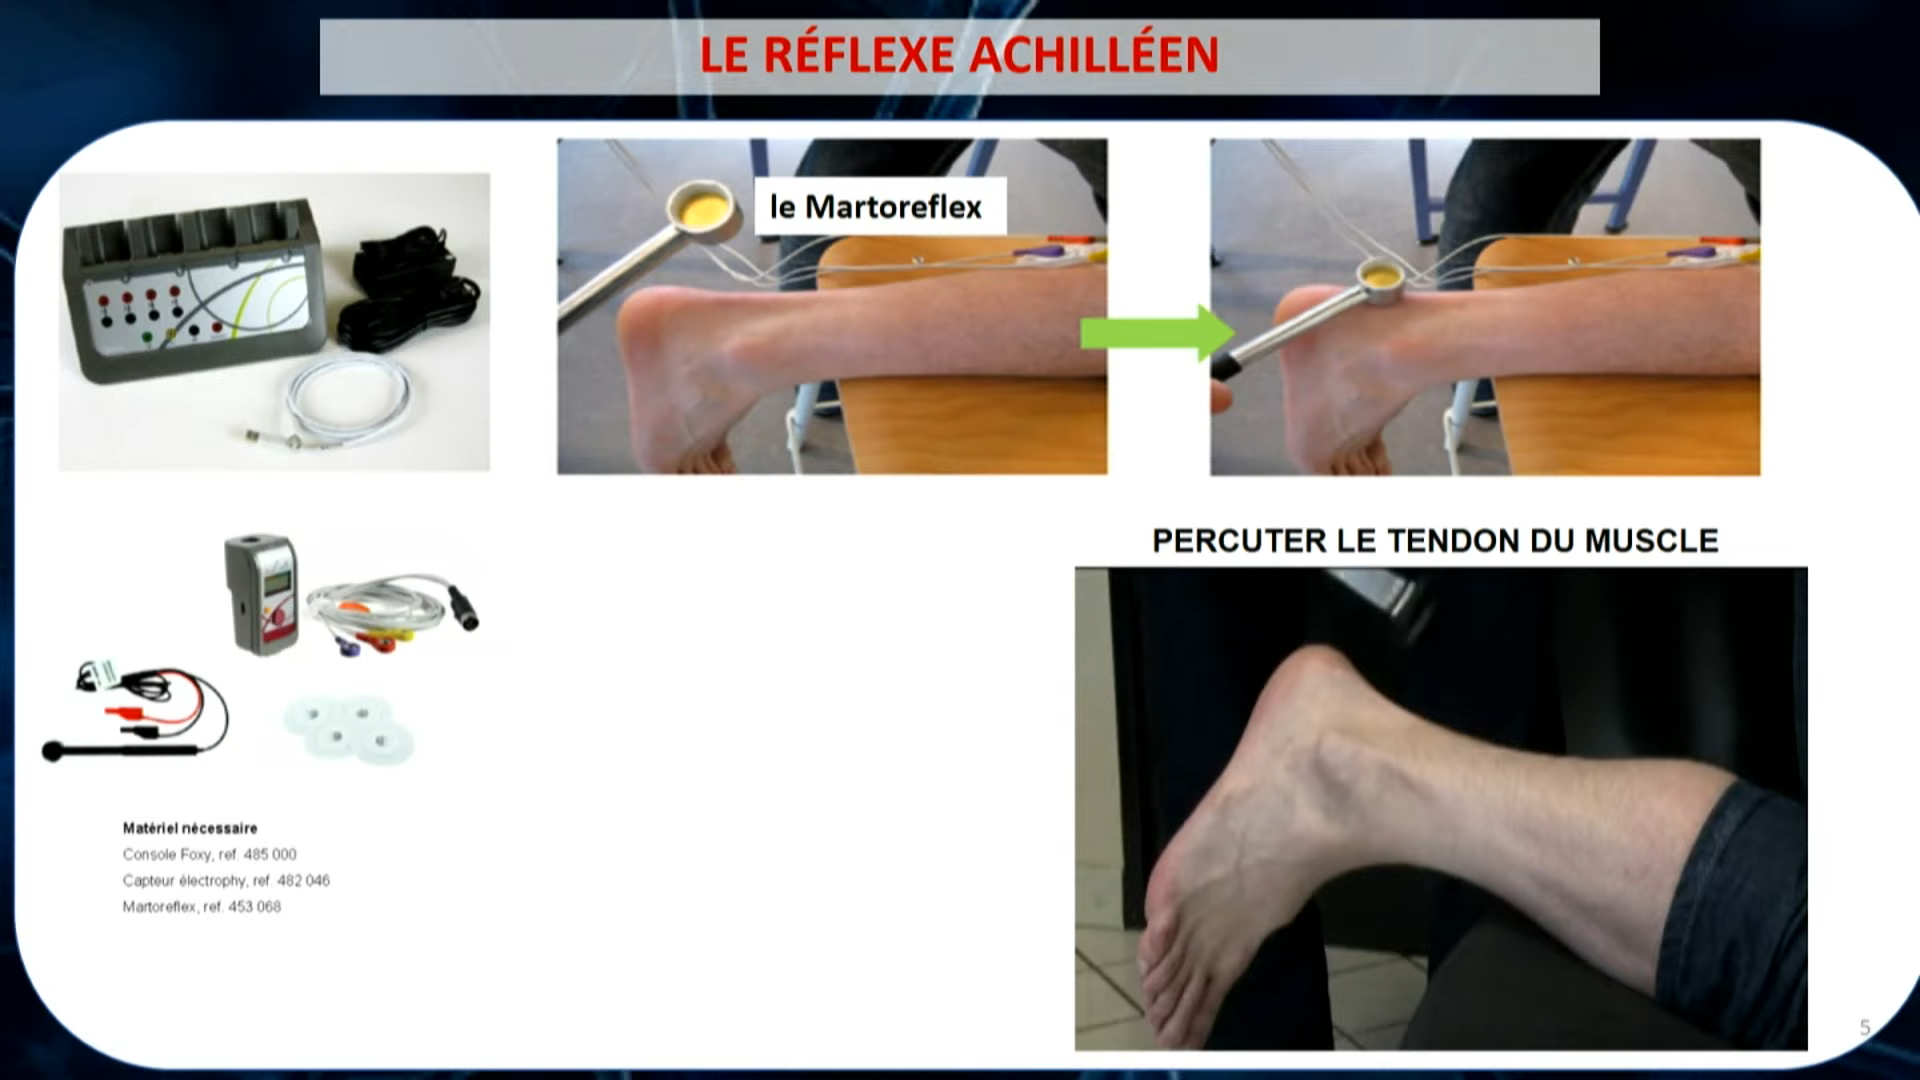 LE RÉFLEXE ACHILLÉEN
le Martoreflex
PERCUTER LE TENDON DU MUSCLE
Matériel nécessaire
Console Foxy, ref. 485 000
Capteur électrophy, ref. 482 046
Martoreflex, ref. 453 068
5